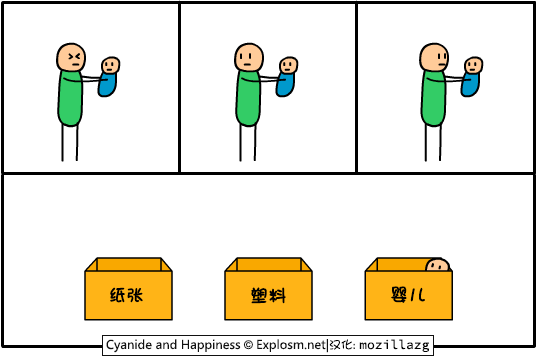 纸张
塑料
婴儿
Cyanide and Happiness © Explosm.net|汉化: mozillazg